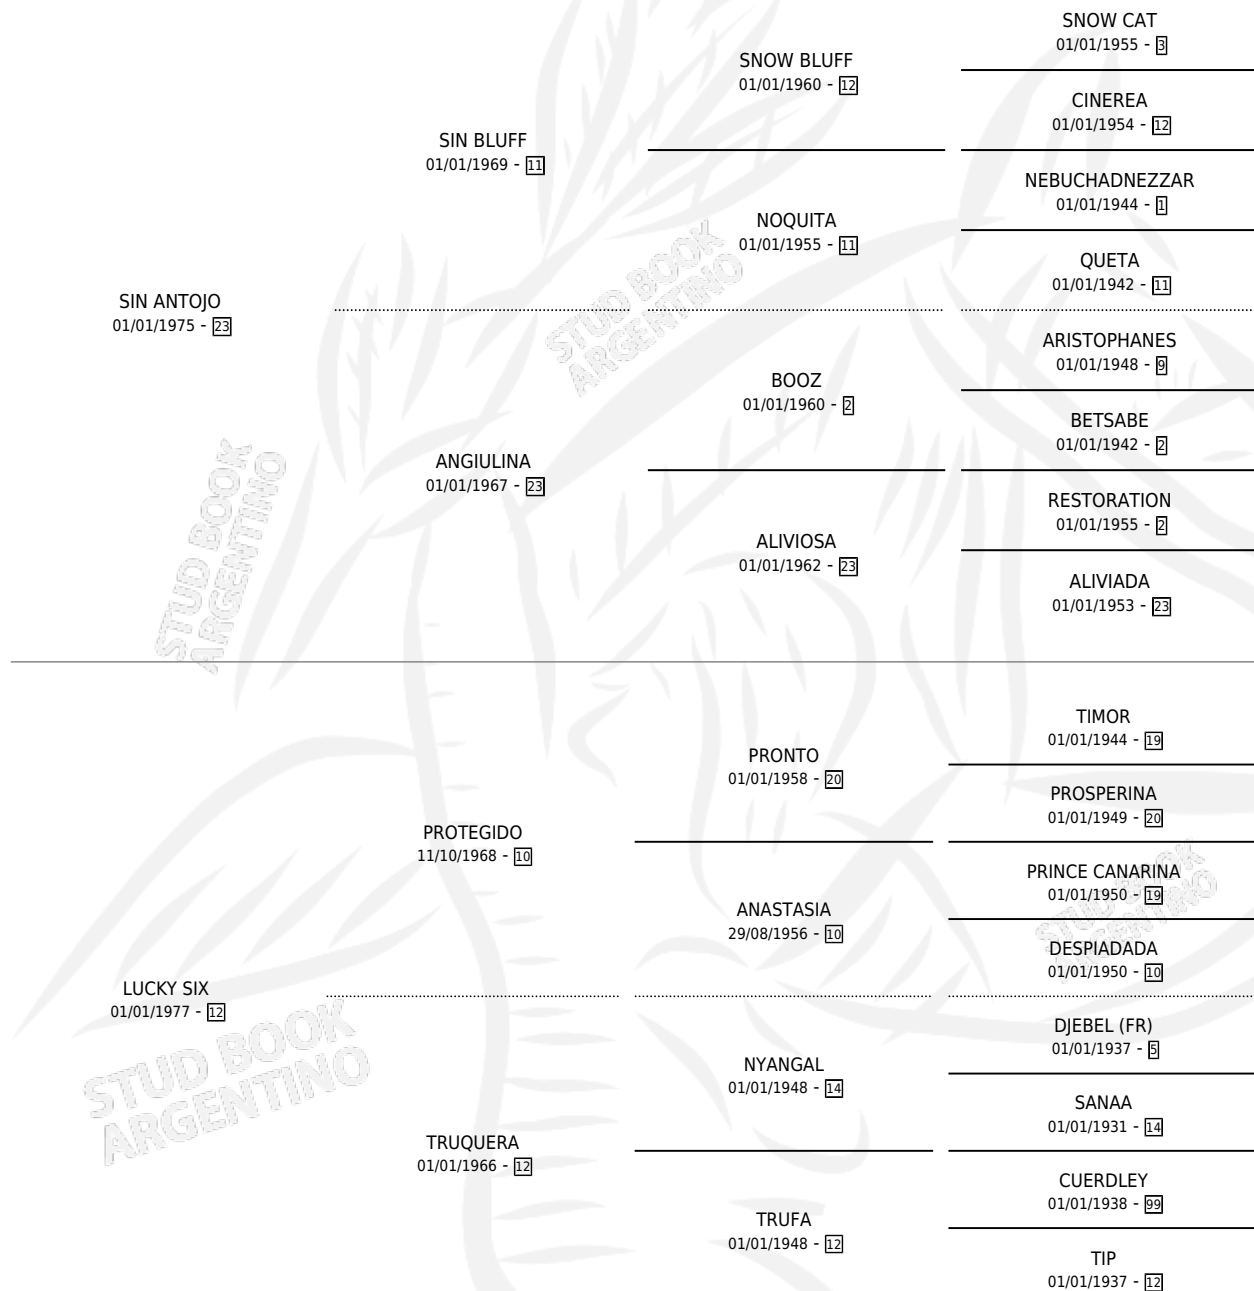 SNOW CAT
01/01/1955 - 3
SNOW BLUFF
01/01/1960 - 12
CINEREA
01/01/1954 - 12
SIN BLUFF
01/01/1969 - 11
NEBUCHADNEZZAR
01/01/1944 - 1
NOQUITA
01/01/1955 - 11
QUETA
01/01/1942 - 11
SIN ANTOJO
01/01/1975 - 23
STUD BOOK
ARGENTINO
ARISTOPHANES
01/01/1948 - 9
BOOZ
01/01/1960 - 2
BETSABE
01/01/1942 - 2
ANGIULINA
01/01/1967 - 23
RESTORATION
01/01/1955 - 2
ALIVIOSA
01/01/1962 - 23
ALIVIADA
01/01/1953 - 23
STUD BOOK
ARGENTINO
TIMOR
01/01/1944 - 19
PRONTO
01/01/1958 - 20
PROSPERINA
01/01/1949 - 20
PROTEGIDO
11/10/1968 - 10
PRINCE CANARINA
01/01/1950 - 19
ANASTASIA
29/08/1956 - 10
STUD BOOK
ARGENTINO
DESPIADADA
01/01/1950 - 10
LUCKY SIX
01/01/1977 - 12
STUD BOOK
ARGENTINO
DJEBEL (FR)
01/01/1937 - 5
NYANGAL
01/01/1948 - 14
SANAA
01/01/1931 - 14
TRUQUERA
01/01/1966 - 12
CUERDLEY
01/01/1938 - 99
TRUFA
01/01/1948 - 12
TIP
01/01/1937 - 12